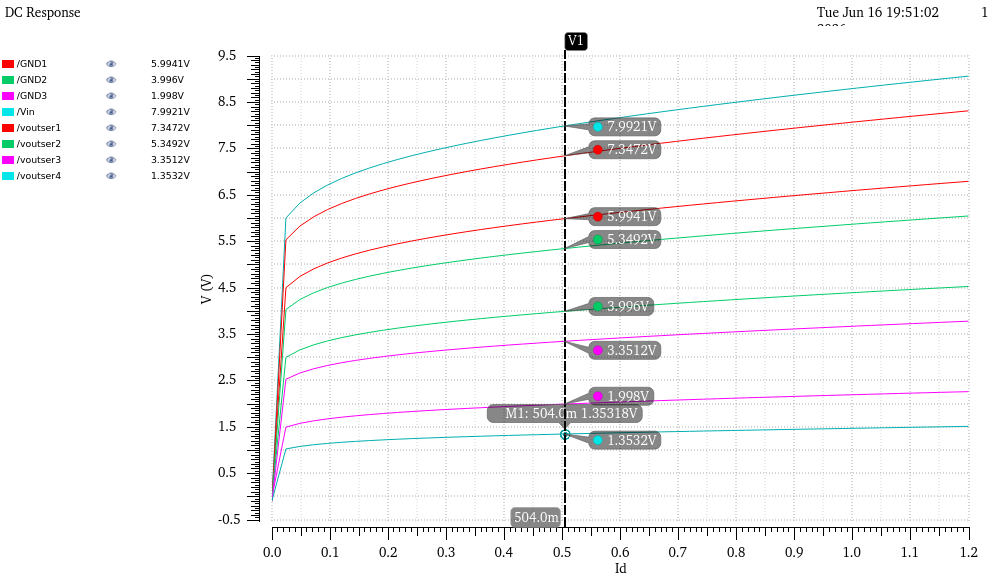 DC Response
Tue Jun 16 19:51:02 1
/GND1 5.9941V
/GND2 3.996V
/GND3 1.998V
/Vin 7.9921V
/voutser1 7.3472V
/voutser2 5.3492V
/voutser3 3.3512V
/voutser4 1.3532V
V1
9.5
8.5
7.5
6.5
5.5
4.5
3.5
2.5
1.5
0.5
-0.5
V (V)
7.9921V
7.3472V
5.9941V
5.3492V
3.996V
3.3512V
1.998V
M1: 504.0m 1.35318V
1.3532V
504.0m
0.0 0.1 0.2 0.3 0.4 0.5 0.6 0.7 0.8 0.9 1.0 1.1 1.2
Id